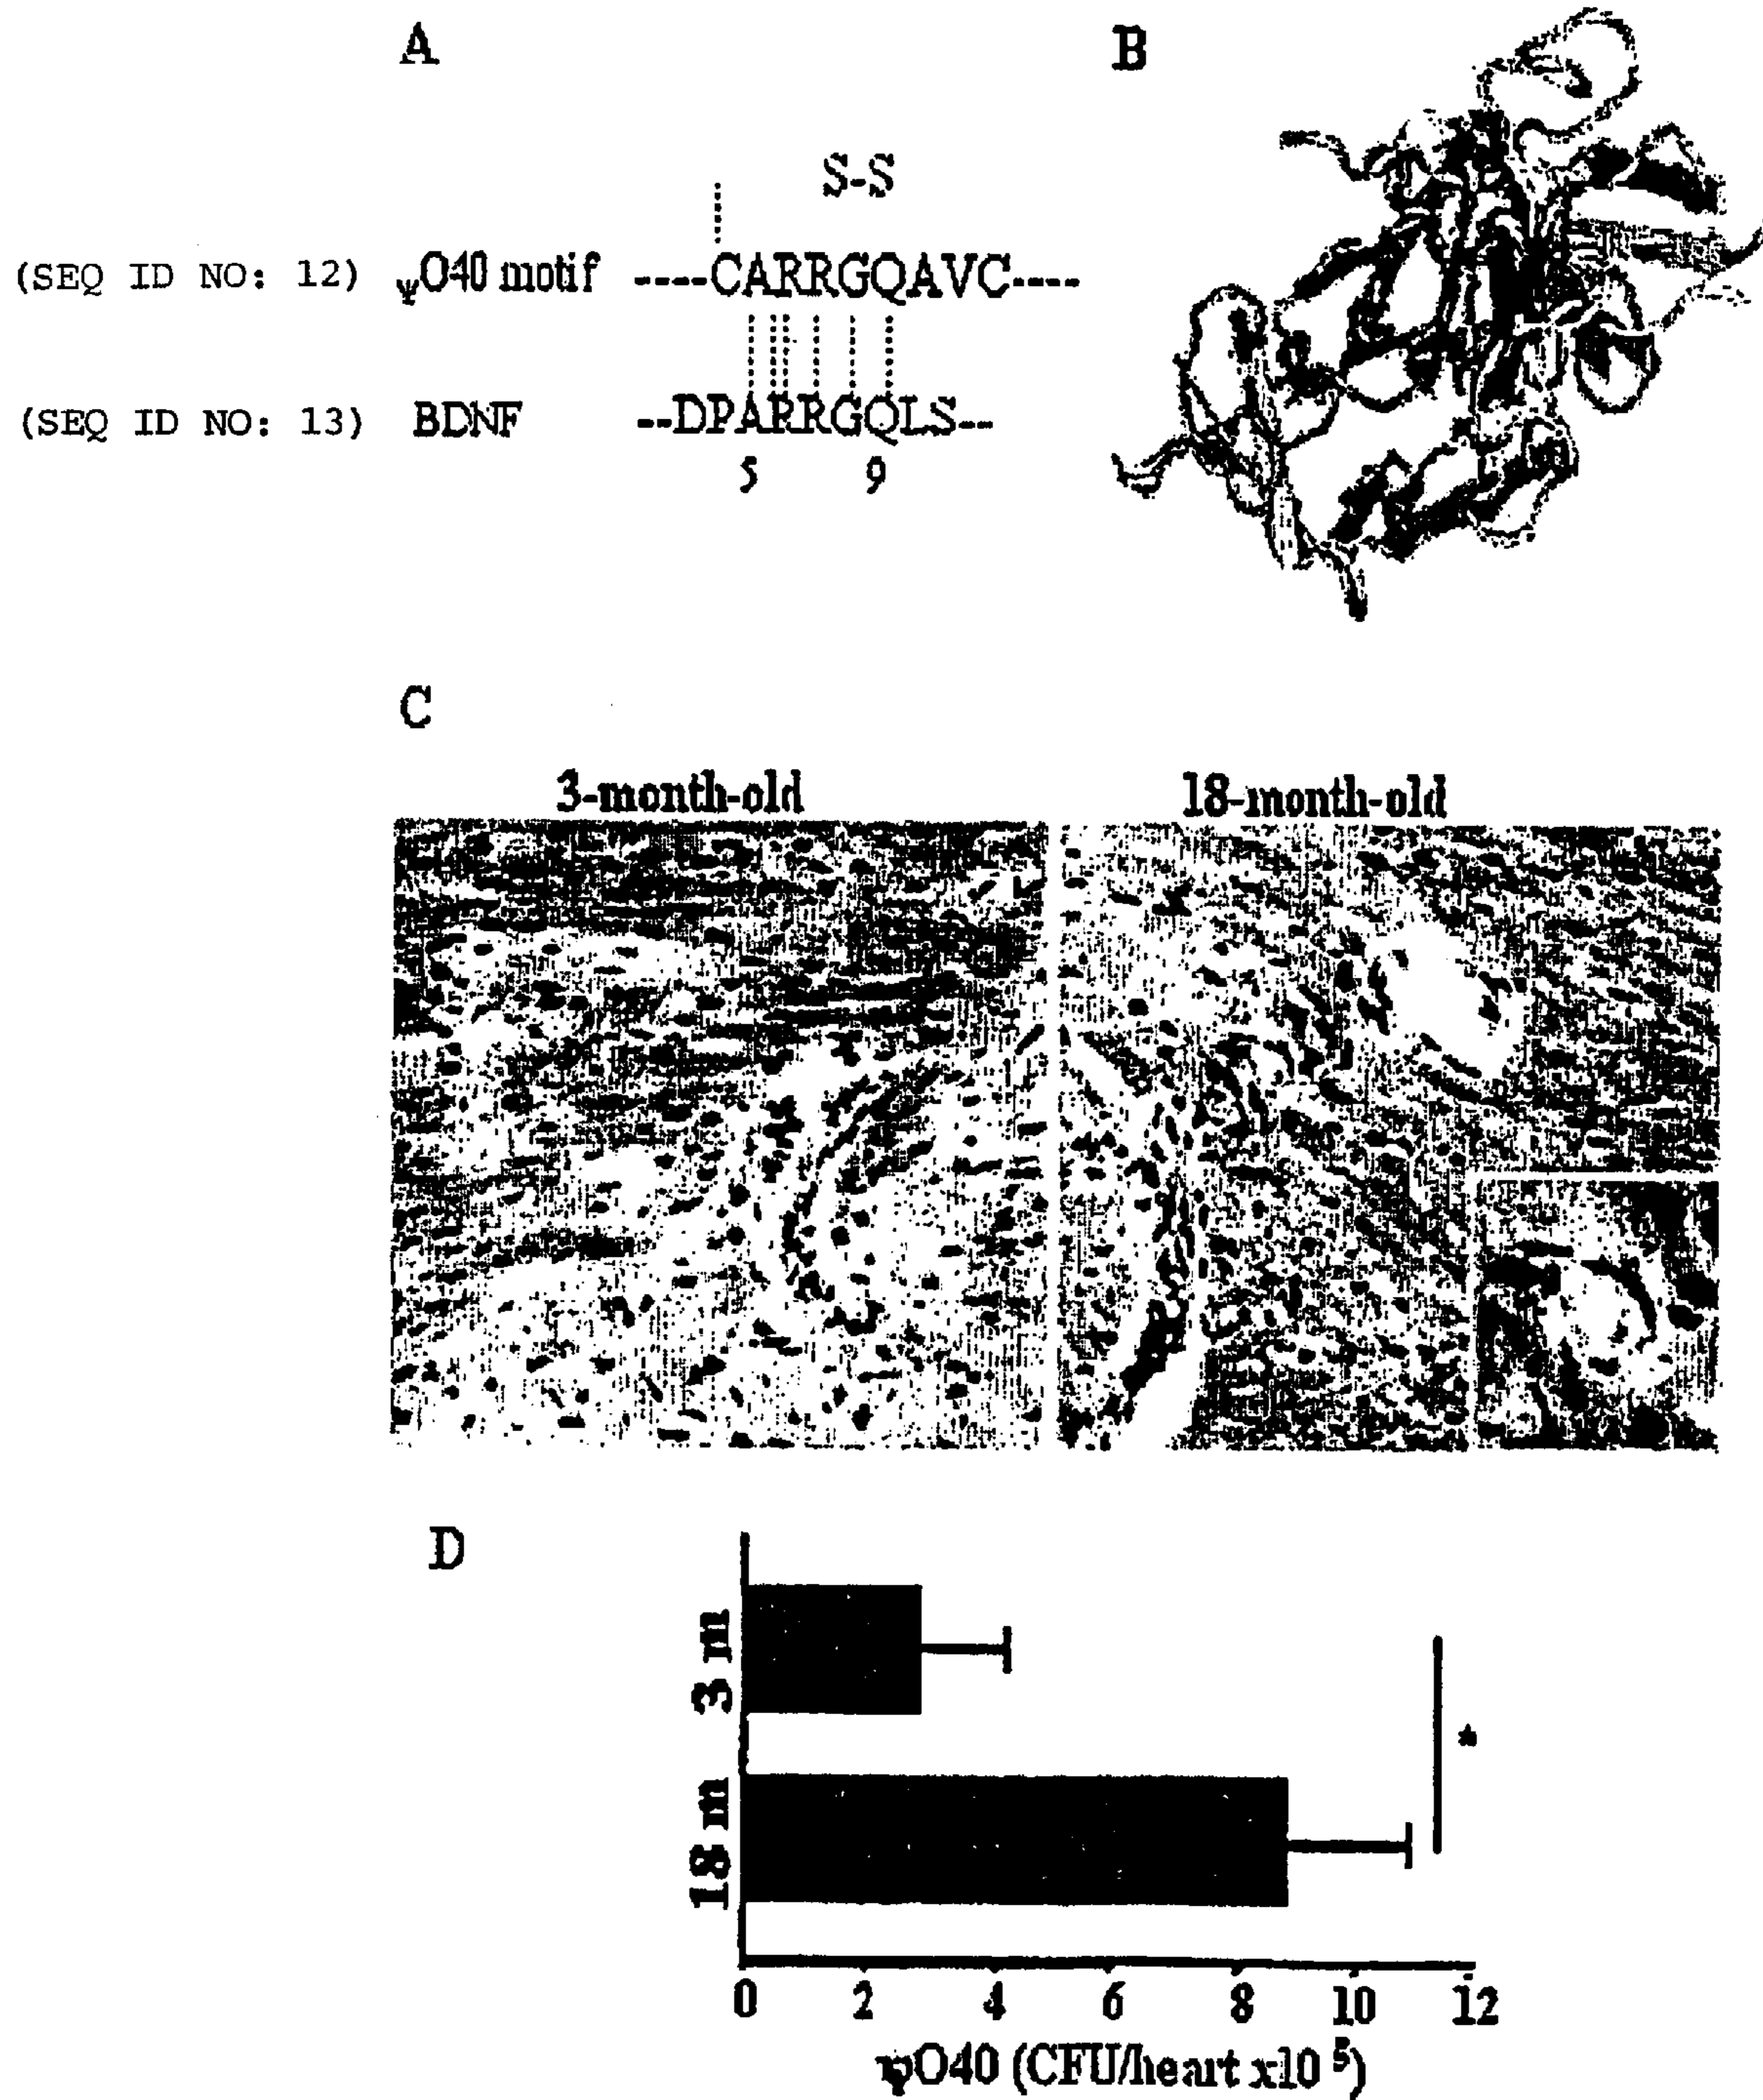 A
B
S-S
(SEQ ID NO: 12) ψO40 motif ----CARRGQAVC----
(SEQ ID NO: 13) BDNF --DPARRGQLS--
5 9
C
3-month-old 18-month-old
D
3 m
*
18 m
0 2 4 6 8 10 12
ψO40 (CFU/heart x10 5)